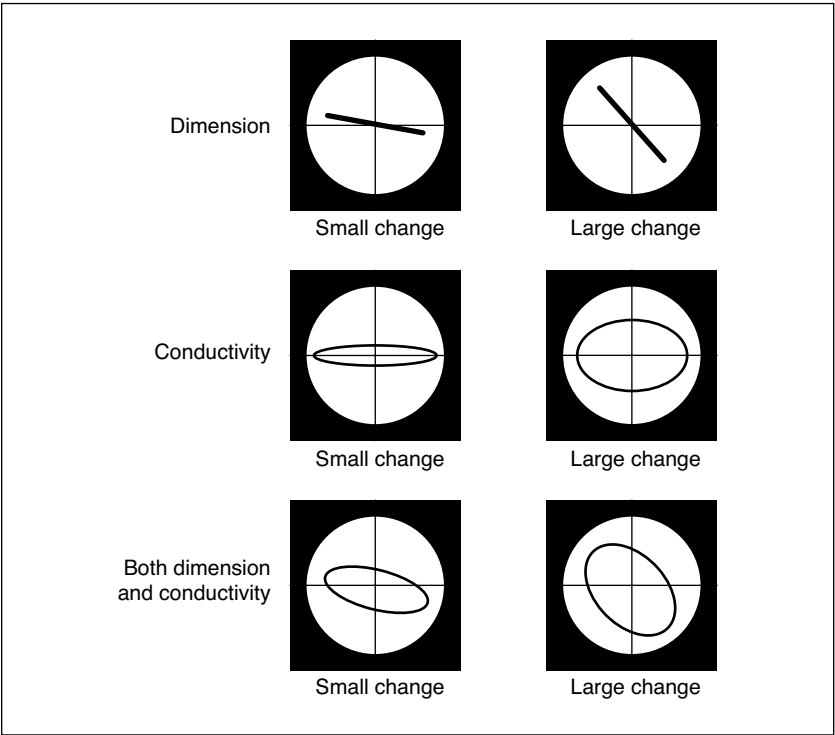 Dimension
Small change
Large change
Conductivity
Small change
Large change
Both dimension
and conductivity
Small change
Large change